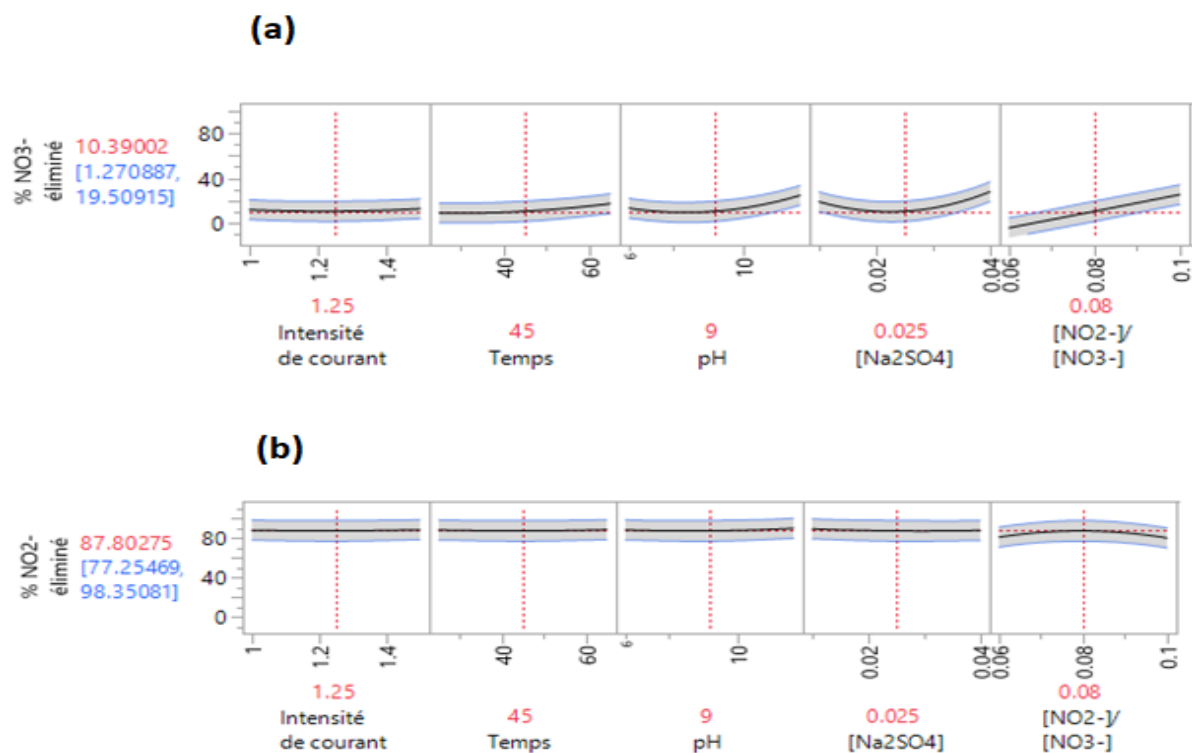 (a)
% NO3-
éliminé
10.39002
[1.270887,
19.50915]
80
40
0
1
1.2
1.4
40
60
6
10
0.02
0.04
0.06
0.08
0.1
1.25
Intensité
de courant
45
Temps
9
pH
0.025
[Na2SO4]
0.08
[NO2-]/
[NO3-]
(b)
% NO2-
éliminé
87.80275
[77.25469,
98.35081]
80
40
0
1
1.2
1.4
40
60
6
10
0.02
0.04
0.06
0.08
0.1
1.25
Intensité
de courant
45
Temps
9
pH
0.025
[Na2SO4]
0.08
[NO2-]/
[NO3-]